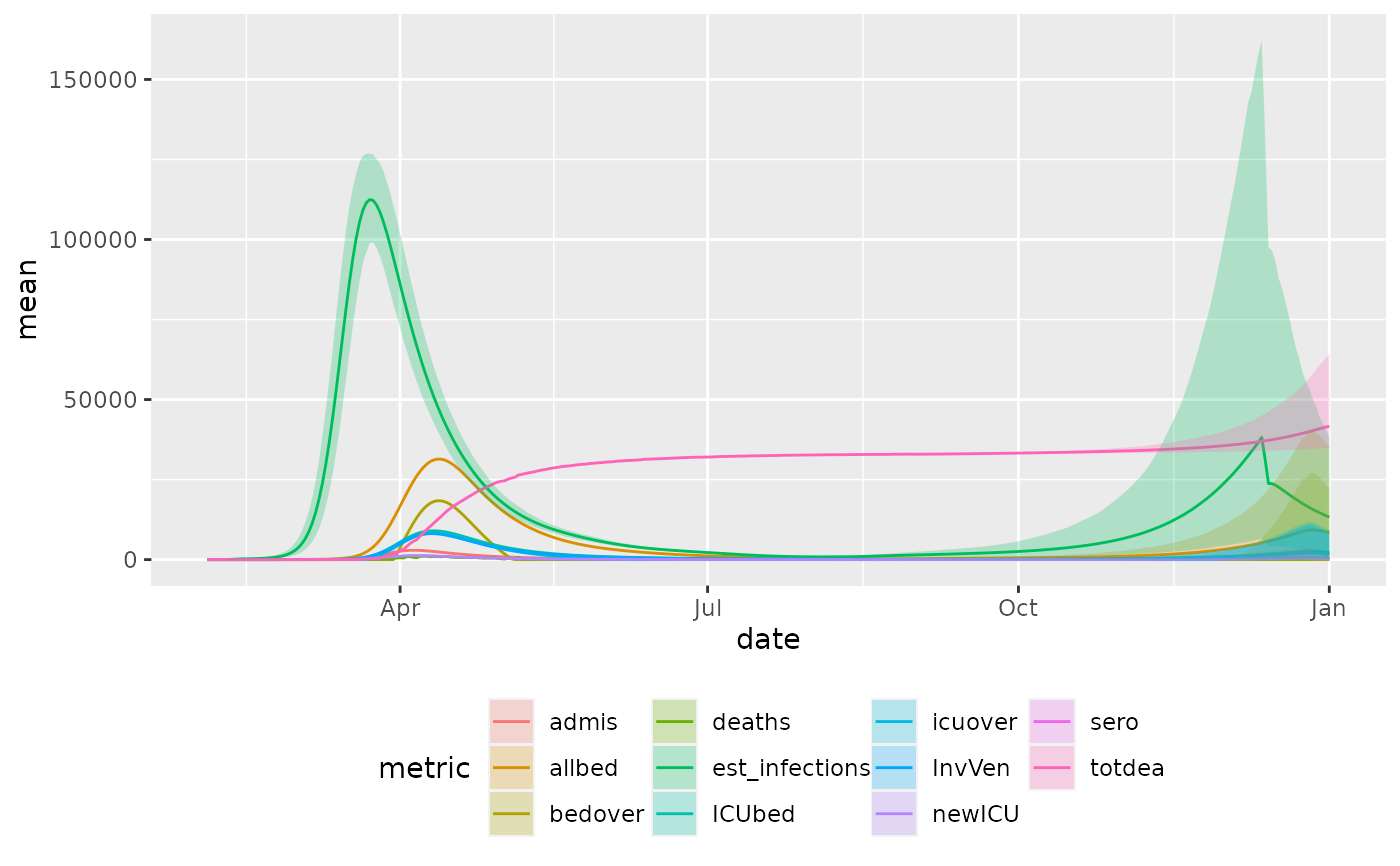 150000
100000
50000
0
mean
Apr Jul Oct Jan
date
metric
admis deaths icuover sero
allbed est_infections InvVen totdea
bedover ICUbed newICU